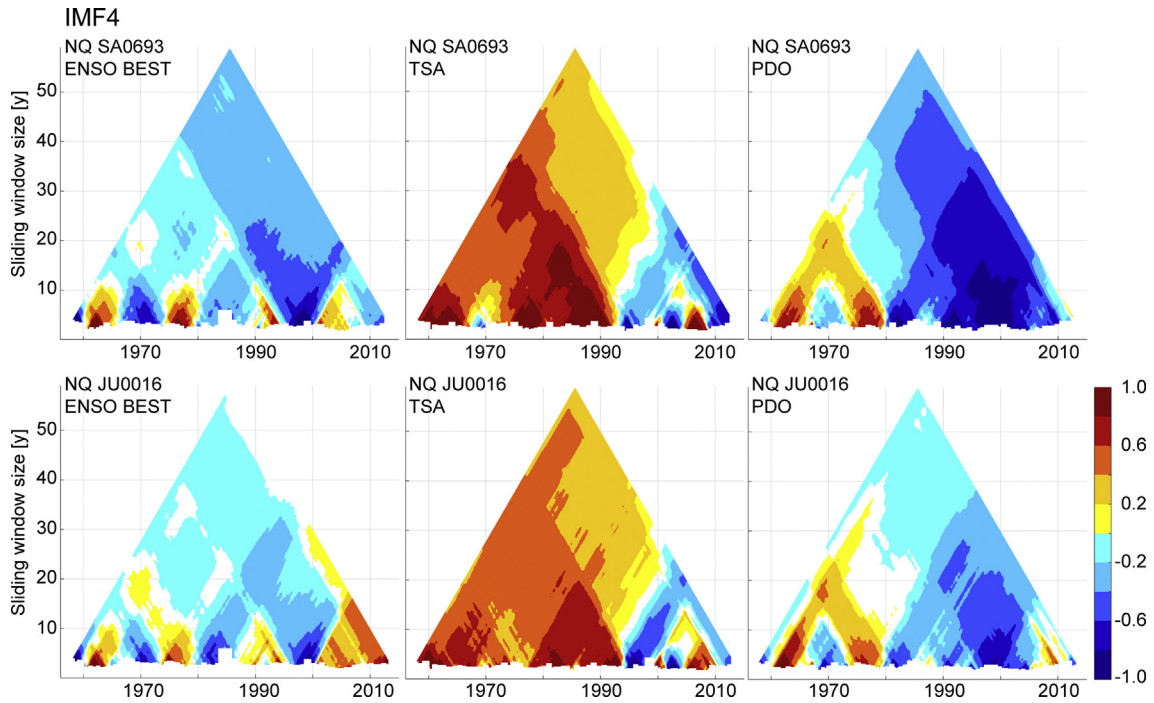 IMF4
NQ SA0693
ENSO BEST
NQ SA0693
TSA
NQ SA0693
PDO
Sliding window size [y]
50
40
30
20
10
1970
1990
2010
1970
1990
2010
1970
1990
2010
NQ JU0016
ENSO BEST
NQ JU0016
TSA
NQ JU0016
PDO
Sliding window size [y]
50
40
30
20
10
1970
1990
2010
1970
1990
2010
1970
1990
2010
1.0
0.6
0.2
-0.2
-0.6
-1.0